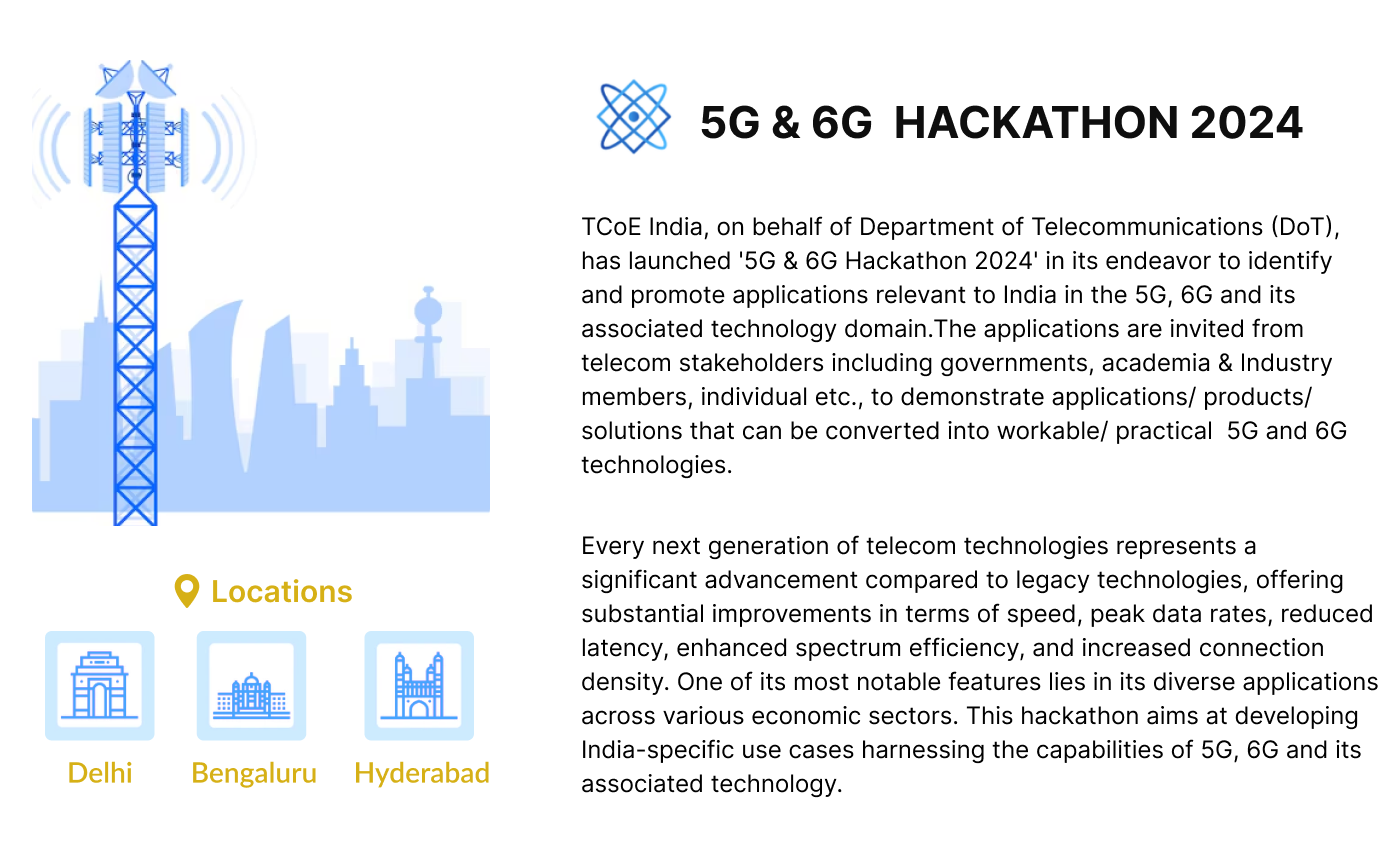 5G & 6G  HACKATHON 2024
TCoE India, on behalf of Department of Telecommunications (DoT),
has launched '5G & 6G Hackathon 2024' in its endeavor to identify
and promote applications relevant to India in the 5G, 6G and its
associated technology domain.The applications are invited from
telecom stakeholders including governments, academia & Industry
members, individual etc., to demonstrate applications/ products/
solutions that can be converted into workable/ practical  5G and 6G
technologies.
Every next generation of telecom technologies represents a
significant advancement compared to legacy technologies, offering
substantial improvements in terms of speed, peak data rates, reduced
latency, enhanced spectrum efficiency, and increased connection
density. One of its most notable features lies in its diverse applications
across various economic sectors. This hackathon aims at developing
India-specific use cases harnessing the capabilities of 5G, 6G and its
associated technology.
Locations
Delhi
Bengaluru
Hyderabad